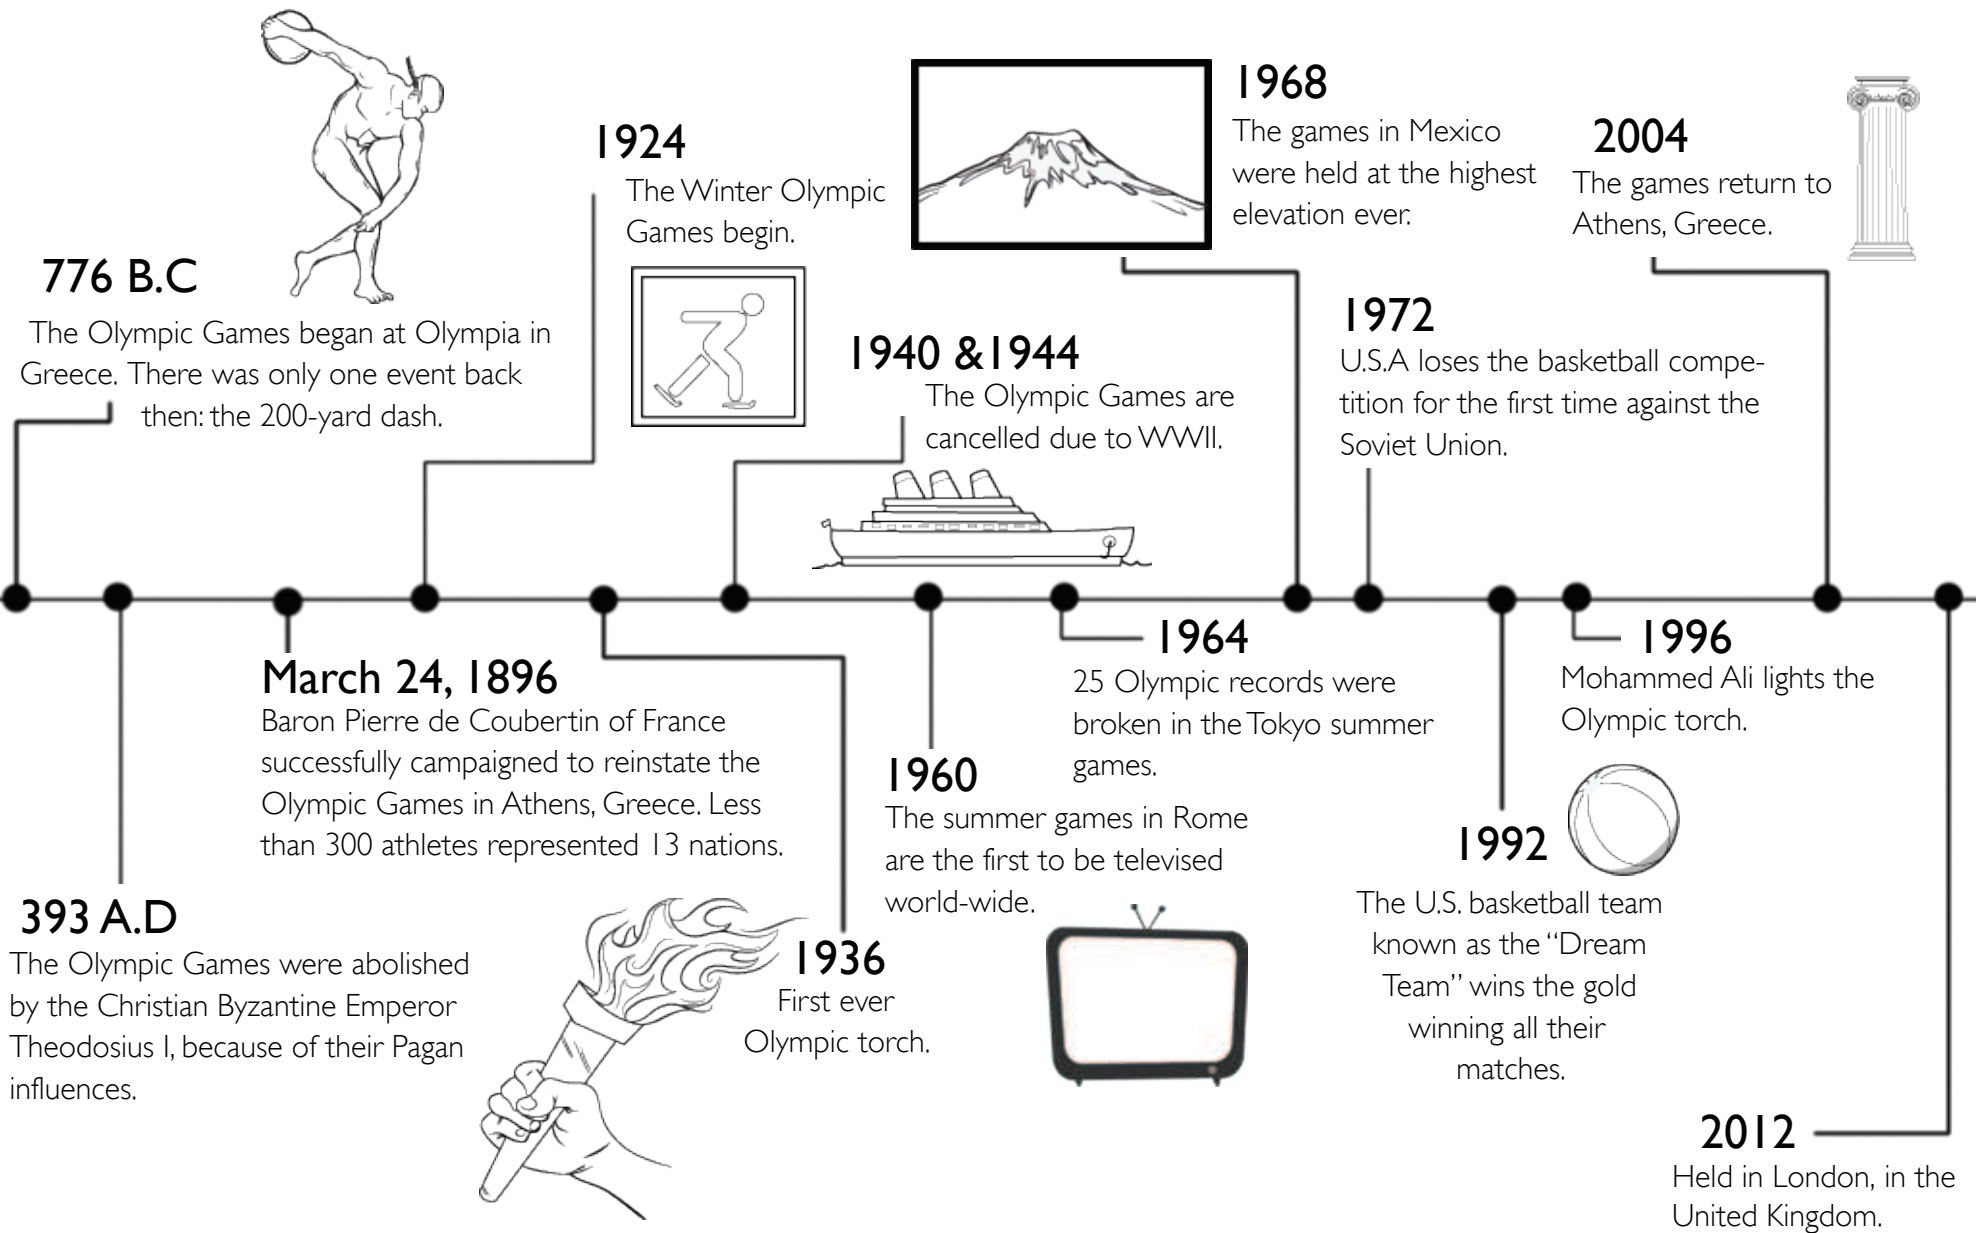 776 B.C
The Olympic Games began at Olympia in
Greece. There was only one event back
then: the 200-yard dash.
393 A.D
The Olympic Games were abolished
by the Christian Byzantine Emperor
Theodosius I, because of their Pagan
influences.
March 24, 1896
Baron Pierre de Coubertin of France
successfully campaigned to reinstate the
Olympic Games in Athens, Greece. Less
than 300 athletes represented 13 nations.
1924
The Winter Olympic
Games begin.
1936
First ever
Olympic torch.
1940 &1944
The Olympic Games are
cancelled due to WWII.
1960
The summer games in Rome
are the first to be televised
world-wide.
1964
25 Olympic records were
broken in the Tokyo summer
games.
1968
The games in Mexico
were held at the highest
elevation ever.
1972
U.S.A loses the basketball compe-
tition for the first time against the
Soviet Union.
1992
The U.S. basketball team
known as the “Dream
Team” wins the gold
winning all their
matches.
1996
Mohammed Ali lights the
Olympic torch.
2004
The games return to
Athens, Greece.
2012
Held in London, in the
United Kingdom.